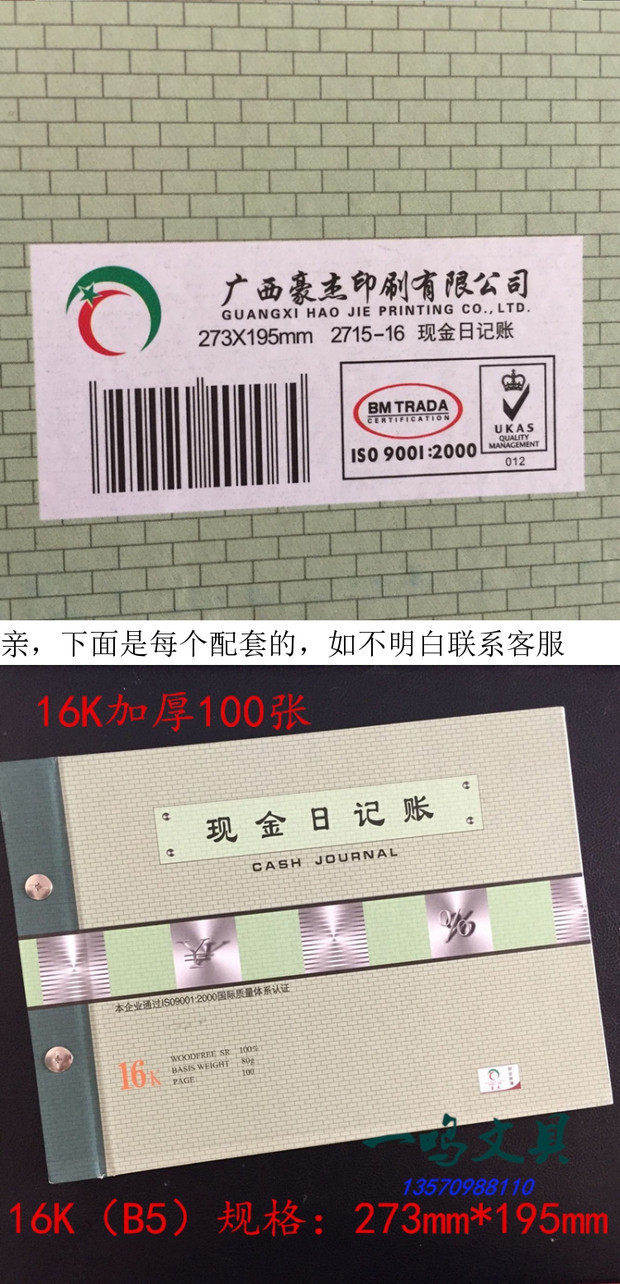 广西豪杰印刷有限公司
GUANGXI HAO JIE PRINTING CO.,LTD.
273X195mm 2715-16 现金日记账
BM TRADA
CERTIFICATION
ISO 9001:2000
UKAS
QUALITY
MANAGEMENT
012
亲，下面是每个配套的，如不明白联系客服
16K加厚100张
现金日记账
CASH JOURNAL
%
本企业通过ISO9001:2000国际质量体系认证
16K
WOODFREE SR 100%
BASIS WEIGHT 80g
PAGE 100
一鸣文具
13570988110
16K（B5）规格：273mm*195mm